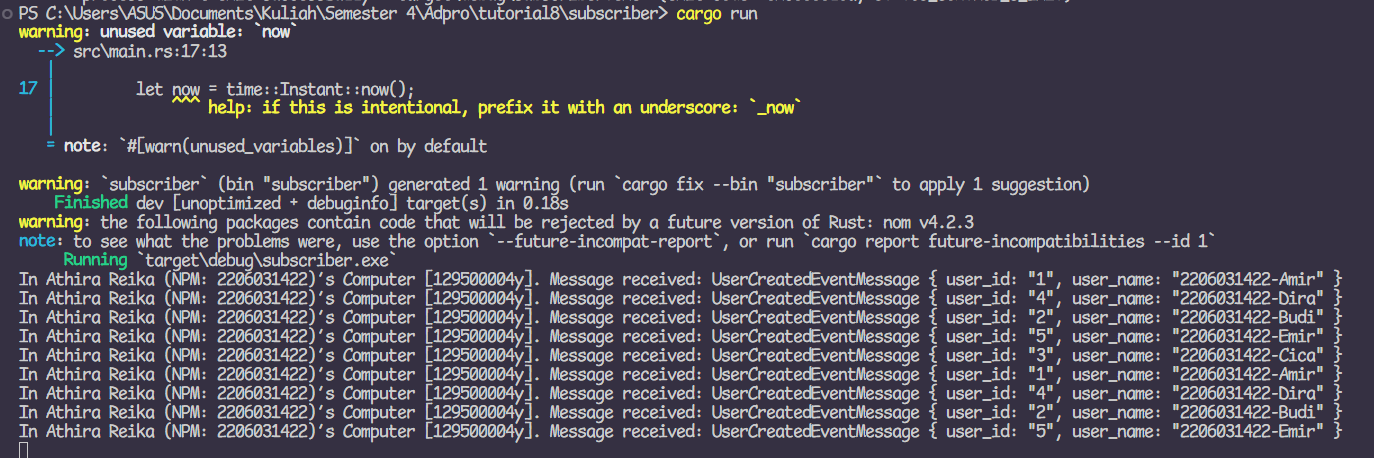 PS C:\Users\ASUS\Documents\Kuliah\Semester 4\Adpro\tutorial8\subscriber> cargo run
warning: unused variable: `now`
--> src\main.rs:17:13
|
17 | let now = time::Instant::now();
| ^^^ help: if this is intentional, prefix it with an underscore: `_now`
|
= note: `#[warn(unused_variables)]` on by default
warning: `subscriber` (bin "subscriber") generated 1 warning (run `cargo fix --bin "subscriber"` to apply 1 suggestion)
Finished dev [unoptimized + debuginfo] target(s) in 0.18s
warning: the following packages contain code that will be rejected by a future version of Rust: nom v4.2.3
note: to see what the problems were, use the option `--future-incompat-report`, or run `cargo report future-incompatibilities --id 1`
Running `target\debug\subscriber.exe`
In Athira Reika (NPM: 2206031422)’s Computer [129500004y]. Message received: UserCreatedEventMessage { user_id: "1", user_name: "2206031422-Amir" }
In Athira Reika (NPM: 2206031422)’s Computer [129500004y]. Message received: UserCreatedEventMessage { user_id: "4", user_name: "2206031422-Dira" }
In Athira Reika (NPM: 2206031422)’s Computer [129500004y]. Message received: UserCreatedEventMessage { user_id: "2", user_name: "2206031422-Budi" }
In Athira Reika (NPM: 2206031422)’s Computer [129500004y]. Message received: UserCreatedEventMessage { user_id: "5", user_name: "2206031422-Emir" }
In Athira Reika (NPM: 2206031422)’s Computer [129500004y]. Message received: UserCreatedEventMessage { user_id: "3", user_name: "2206031422-Cica" }
In Athira Reika (NPM: 2206031422)’s Computer [129500004y]. Message received: UserCreatedEventMessage { user_id: "1", user_name: "2206031422-Amir" }
In Athira Reika (NPM: 2206031422)’s Computer [129500004y]. Message received: UserCreatedEventMessage { user_id: "4", user_name: "2206031422-Dira" }
In Athira Reika (NPM: 2206031422)’s Computer [129500004y]. Message received: UserCreatedEventMessage { user_id: "2", user_name: "2206031422-Budi" }
In Athira Reika (NPM: 2206031422)’s Computer [129500004y]. Message received: UserCreatedEventMessage { user_id: "5", user_name: "2206031422-Emir" }